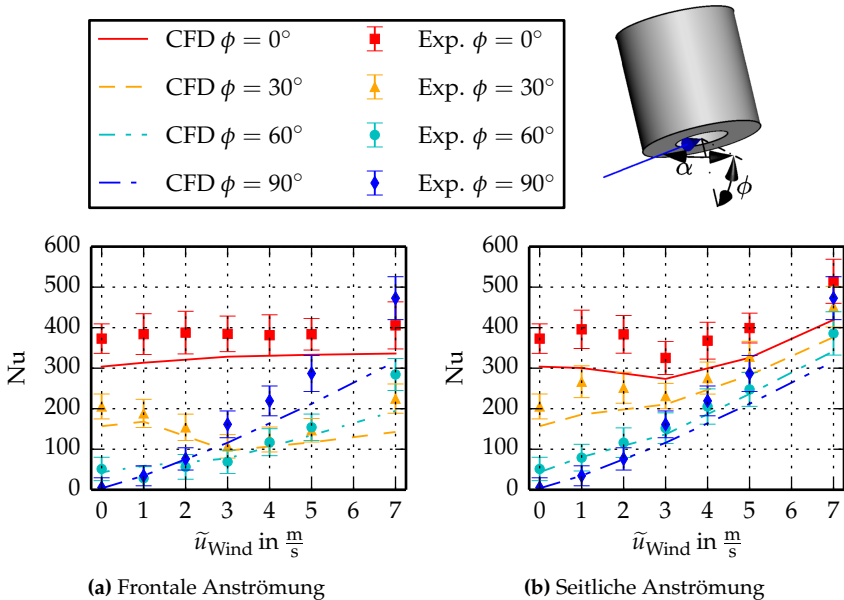 CFD ϕ = 0° Exp. ϕ = 0°
CFD ϕ = 30° Exp. ϕ = 30°
CFD ϕ = 60° Exp. ϕ = 60°
CFD ϕ = 90° Exp. ϕ = 90°
α
ϕ
600
500
400
300
200
100
0
Nu
0 1 2 3 4 5 6 7
ũ_Wind in m/s
(a) Frontale Anströmung
600
500
400
300
200
100
0
Nu
0 1 2 3 4 5 6 7
ũ_Wind in m/s
(b) Seitliche Anströmung